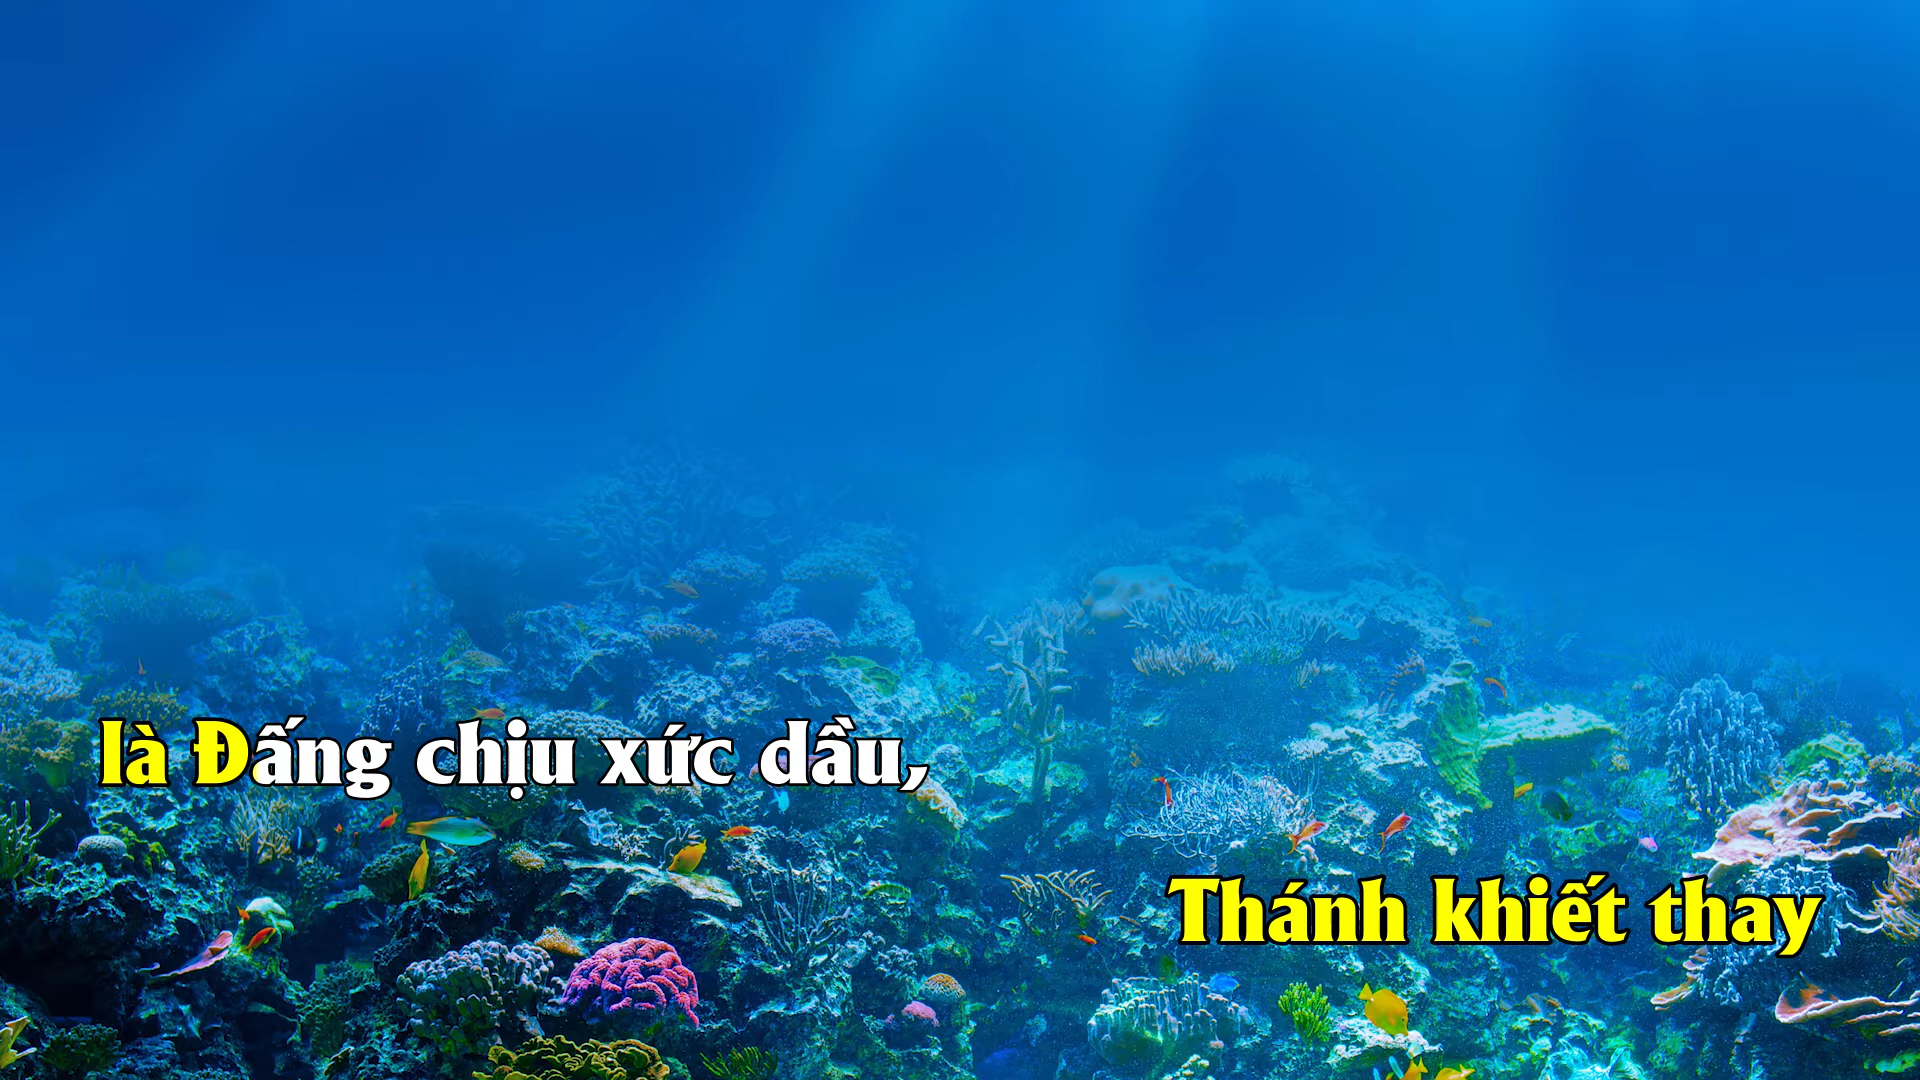 là Đấng chịu xức dầu,
Thánh khiết thay